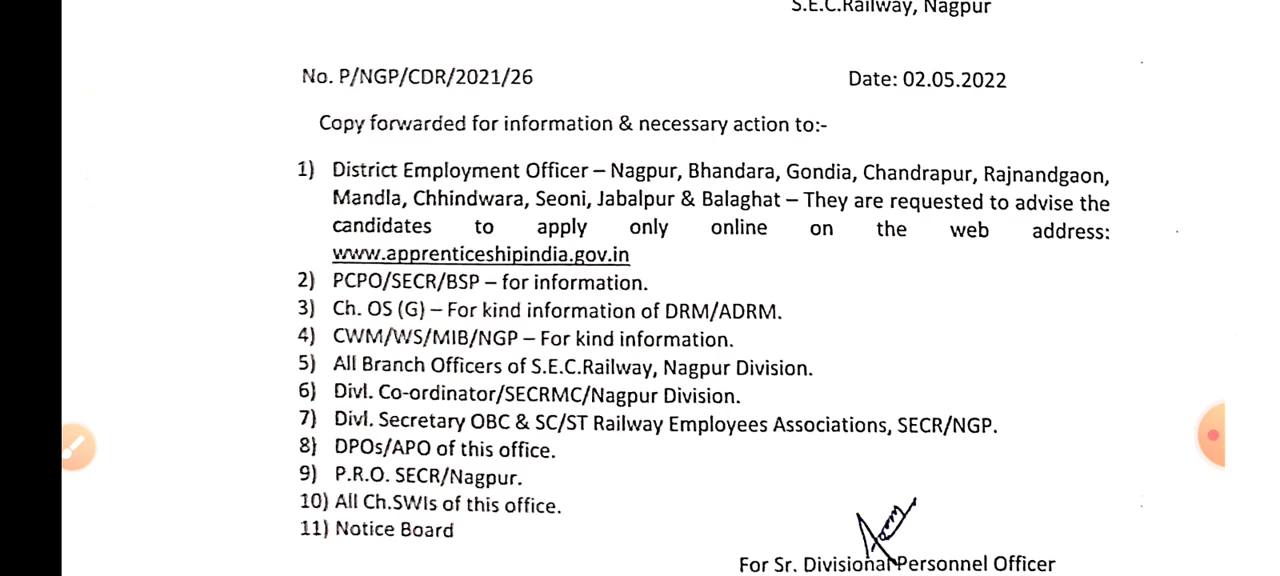 S.E.C.Railway, Nagpur
No. P/NGP/CDR/2021/26 Date: 02.05.2022
Copy forwarded for information & necessary action to:-
1) District Employment Officer – Nagpur, Bhandara, Gondia, Chandrapur, Rajnandgaon,
Mandla, Chhindwara, Seoni, Jabalpur & Balaghat – They are requested to advise the
candidates to apply only online on the web address:
www.apprenticeshipindia.gov.in
2) PCPO/SECR/BSP – for information.
3) Ch. OS (G) – For kind information of DRM/ADRM.
4) CWM/WS/MIB/NGP – For kind information.
5) All Branch Officers of S.E.C.Railway, Nagpur Division.
6) Divl. Co-ordinator/SECRMC/Nagpur Division.
7) Divl. Secretary OBC & SC/ST Railway Employees Associations, SECR/NGP.
8) DPOs/APO of this office.
9) P.R.O. SECR/Nagpur.
10) All Ch.SWIs of this office.
11) Notice Board
For Sr. Divisional Personnel Officer